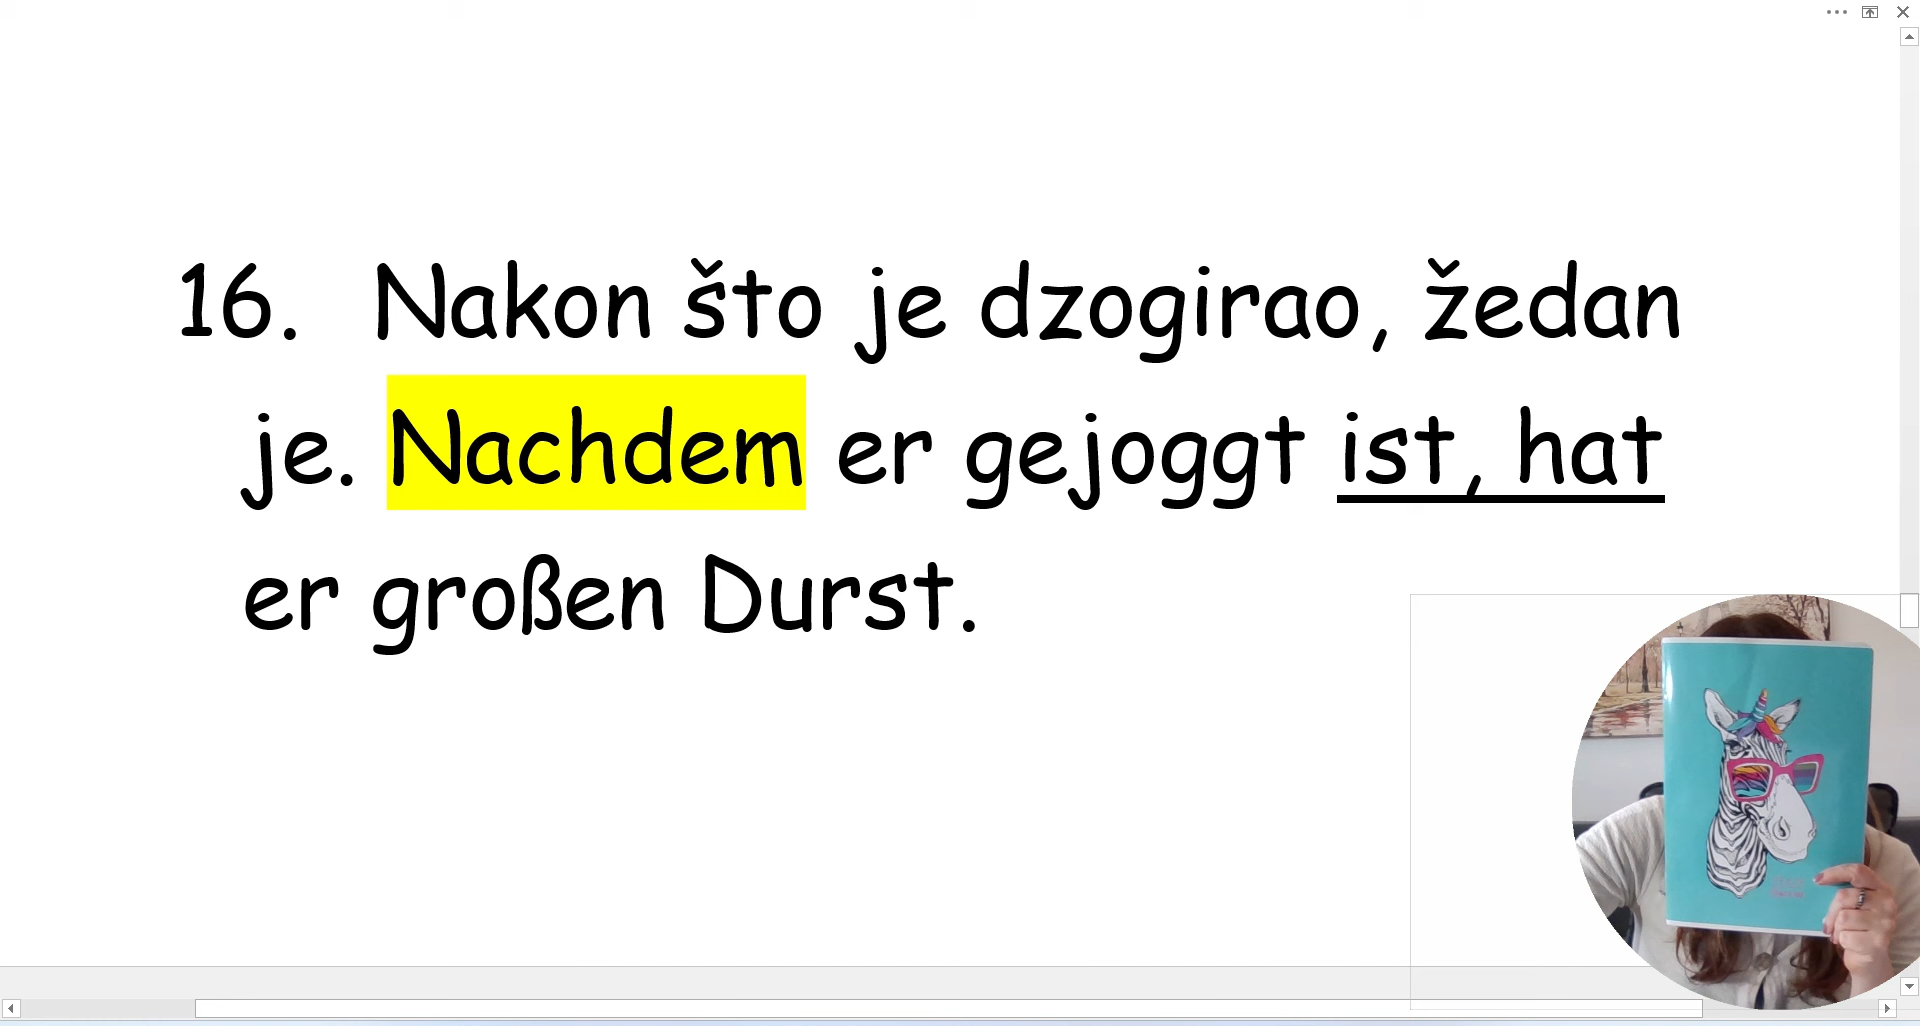 16. Nakon što je dzogirao, žedan
je. Nachdem er gejoggt ist, hat
er großen Durst.